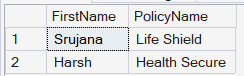 FirstName PolicyName
1 Srujana Life Shield
2 Harsh Health Secure